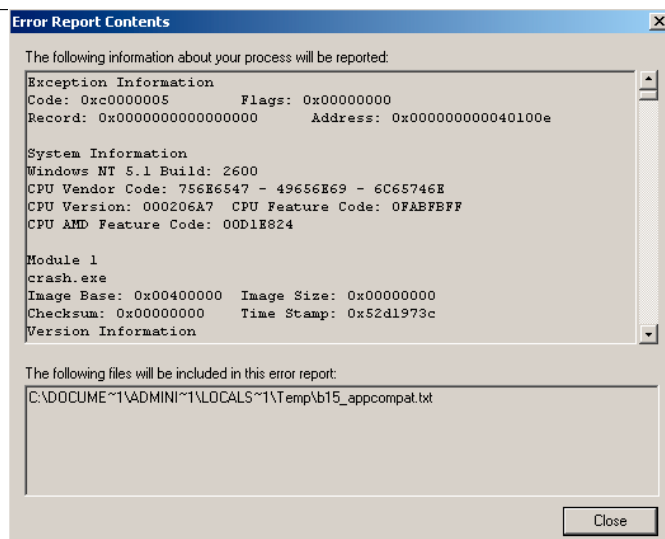 Error Report Contents
The following information about your process will be reported:
Exception Information
Code: 0xc0000005 Flags: 0x00000000
Record: 0x0000000000000000 Address: 0x000000000040100e
System Information
Windows NT 5.1 Build: 2600
CPU Vendor Code: 756E6547 - 49656E69 - 6C65746E
CPU Version: 000206A7 CPU Feature Code: 0FABFBFF
CPU AMD Feature Code: 00D1E824
Module 1
crash.exe
Image Base: 0x00400000 Image Size: 0x00000000
Checksum: 0x00000000 Time Stamp: 0x52d1973c
Version Information
The following files will be included in this error report:
C:\DOCUME~1\ADMINI~1\LOCALS~1\Temp\b15_appcompat.txt
Close